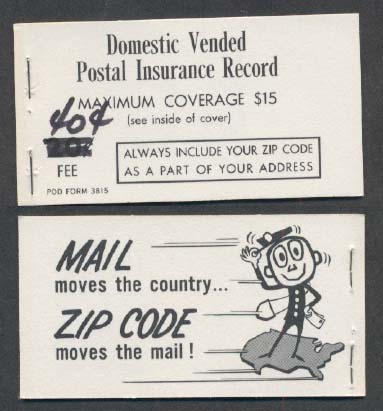 Domestic Vended
Postal Insurance Record
MAXIMUM COVERAGE $15
(see inside of cover)
40¢
20¢
FEE
ALWAYS INCLUDE YOUR ZIP CODE
AS A PART OF YOUR ADDRESS
POD FORM 3815
MAIL
moves the country...
ZIP CODE
moves the mail!